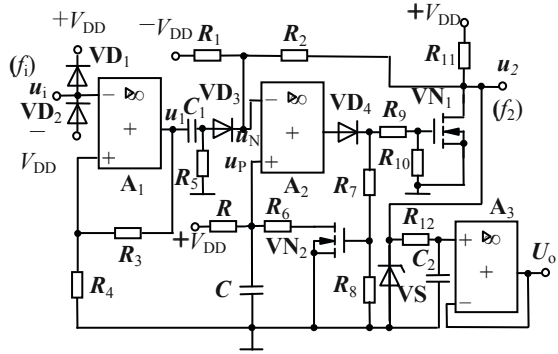 +V_DD
−V_DD
R_1
R_2
+V_DD
(f_i)
VD_1
R_11
u_i
−
∞
u_1
C_1
VD_3
−
∞
VD_4
VN_1
u_2
(f_2)
VD_2
+
u_N
+
R_9
−
V_DD
+
u_P
+
R_10
A_1
R_5
A_2
R_7
A_3
R
R_6
R_12
+
∞
+V_DD
VN_2
C_2
+
U_o
R_3
R_4
C
R_8
VS
−